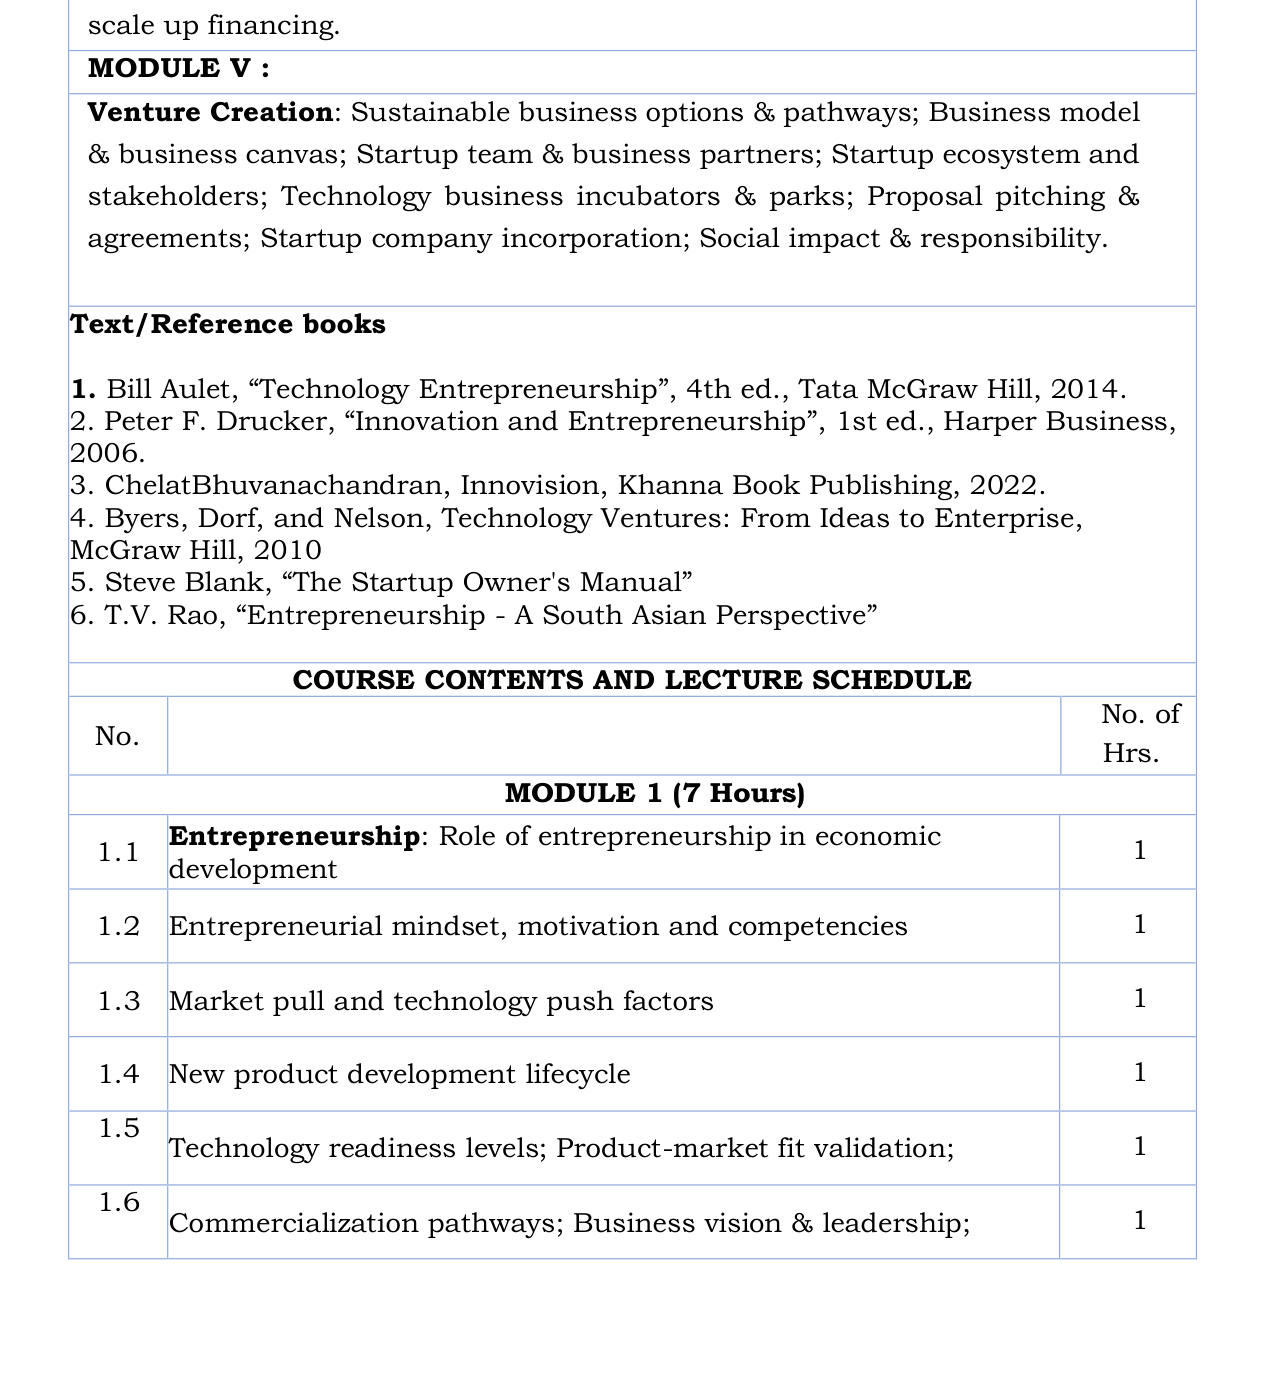 scale up financing.
MODULE V :
Venture Creation: Sustainable business options & pathways; Business model
& business canvas; Startup team & business partners; Startup ecosystem and
stakeholders; Technology business incubators & parks; Proposal pitching &
agreements; Startup company incorporation; Social impact & responsibility.
Text/Reference books
1. Bill Aulet, “Technology Entrepreneurship”, 4th ed., Tata McGraw Hill, 2014.
2. Peter F. Drucker, “Innovation and Entrepreneurship”, 1st ed., Harper Business,
2006.
3. ChelatBhuvanachandran, Innovision, Khanna Book Publishing, 2022.
4. Byers, Dorf, and Nelson, Technology Ventures: From Ideas to Enterprise,
McGraw Hill, 2010
5. Steve Blank, “The Startup Owner's Manual”
6. T.V. Rao, “Entrepreneurship - A South Asian Perspective”
COURSE CONTENTS AND LECTURE SCHEDULE
No.
No. of
Hrs.
MODULE 1 (7 Hours)
1.1 Entrepreneurship: Role of entrepreneurship in economic
development 1
1.2 Entrepreneurial mindset, motivation and competencies 1
1.3 Market pull and technology push factors 1
1.4 New product development lifecycle 1
1.5 Technology readiness levels; Product-market fit validation; 1
1.6 Commercialization pathways; Business vision & leadership; 1